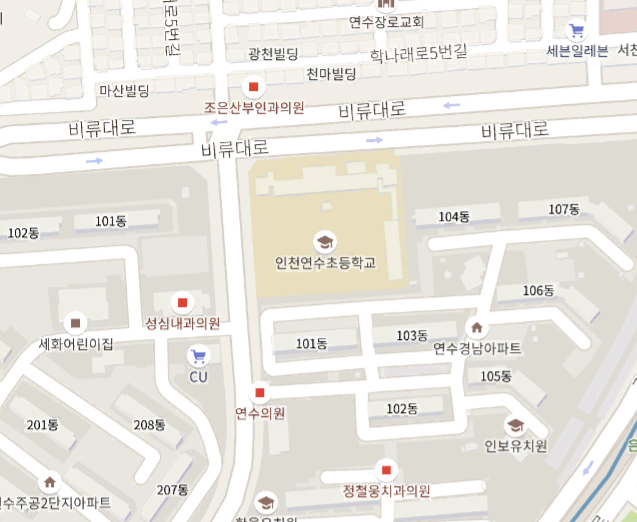 연수장로교회
로5번길
광천빌딩
학나래로5번길
세븐일레븐
서천
천마빌딩
마산빌딩
조은산부인과의원
비류대로
비류대로
비류대로
비류대로
101동
102동
104동
107동
인천연수초등학교
106동
성심내과의원
세화어린이집
101동
103동
연수경남아파트
CU
105동
연수의원
102동
201동
208동
인보유치원
은
207동
정철웅치과의원
수주공2단지아파트